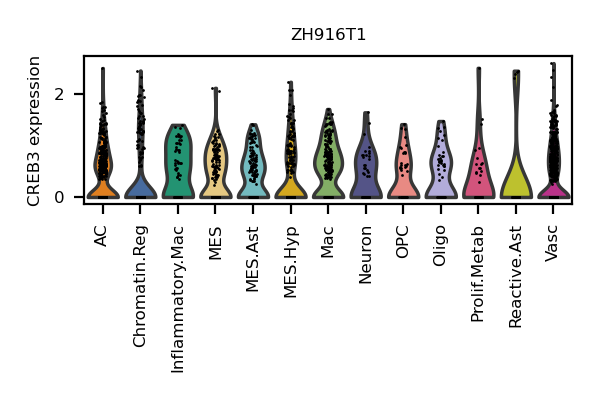 ZH916T1
CREB3 expression
2
0
AC
Chromatin.Reg
Inflammatory.Mac
MES
MES.Ast
MES.Hyp
Mac
Neuron
OPC
Oligo
Prolif.Metab
Reactive.Ast
Vasc